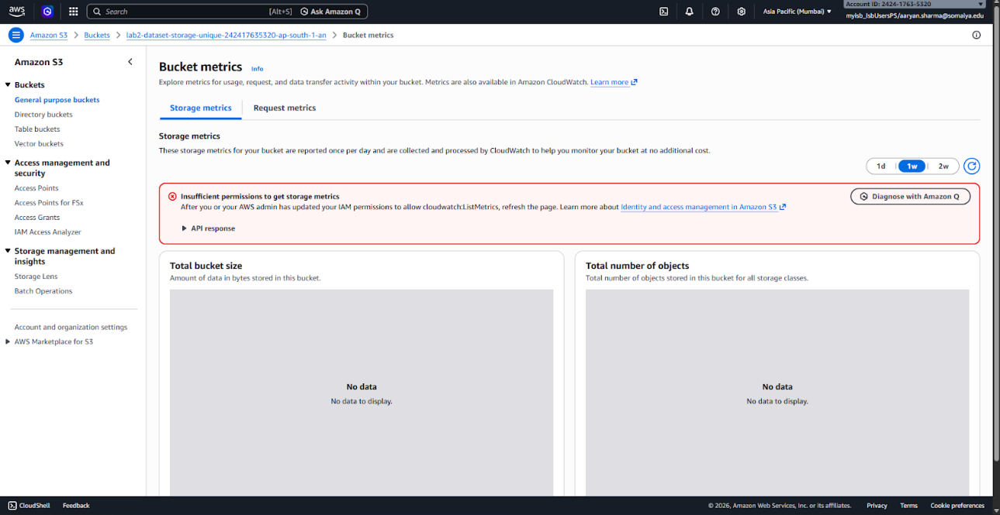 aws
Search [Alt+S] Ask Amazon Q
Asia Pacific (Mumbai)
Account ID: 2424-1763-5320
myisb_IsbUsersPS/aaryan.sharma@somaiya.edu
Amazon S3 > Buckets > lab2-dataset-storage-unique-242417635320-ap-south-1-an > Bucket metrics
Amazon S3
Buckets
General purpose buckets
Directory buckets
Table buckets
Vector buckets
Access management and
security
Access Points
Access Points for FSx
Access Grants
IAM Access Analyzer
Storage management and
insights
Storage Lens
Batch Operations
Account and organization settings
AWS Marketplace for S3
Bucket metrics Info
Explore metrics for usage, request, and data transfer activity within your bucket. Metrics are also available in Amazon CloudWatch. Learn more
Storage metrics Request metrics
Storage metrics
These storage metrics for your bucket are reported once per day and are collected and processed by CloudWatch to help you monitor your bucket at no additional cost.
1d 1w 2w
Insufficient permissions to get storage metrics
After you or your AWS admin has updated your IAM permissions to allow cloudwatch:ListMetrics, refresh the page. Learn more about Identity and access management in Amazon S3
Diagnose with Amazon Q
API response
Total bucket size
Amount of data in bytes stored in this bucket.
No data
No data to display.
Total number of objects
Total number of objects stored in this bucket for all storage classes.
No data
No data to display.
CloudShell Feedback
© 2026, Amazon Web Services, Inc. or its affiliates. Privacy Terms Cookie preferences